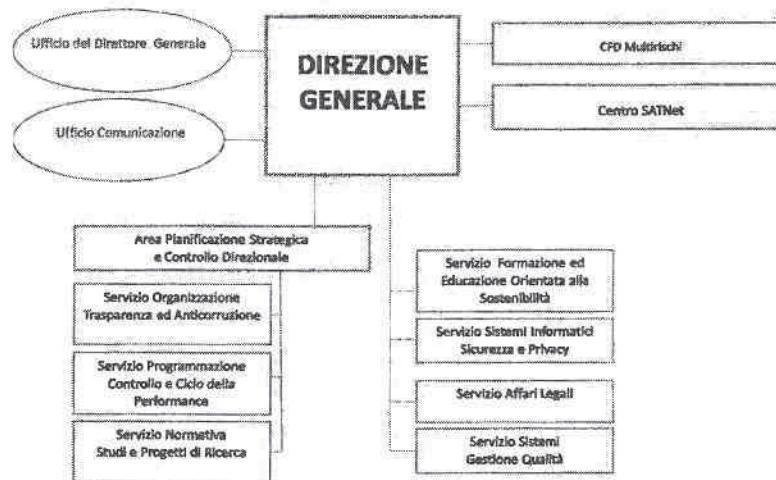 Ufficio del Direttore Generale
Ufficio Comunicazione
DIREZIONE
GENERALE
CFD Multirischi
Centro SATNet
Area Planificazione Strategica
e Controllo Direzionale
Servizio Organizzazione
Trasparenza ed Anticorruzione
Servizio Programmazione
Controllo e Ciclo della
Performance
Servizio Normativa
Studi e Progetti di Ricerca
Servizio Formazione ed
Educazione Orientata alla
Sostenibilità
Servizio Sistemi Informatici
Sicurezza e Privacy
Servizio Affari Legali
Servizio Sistemi
Gestione Qualità